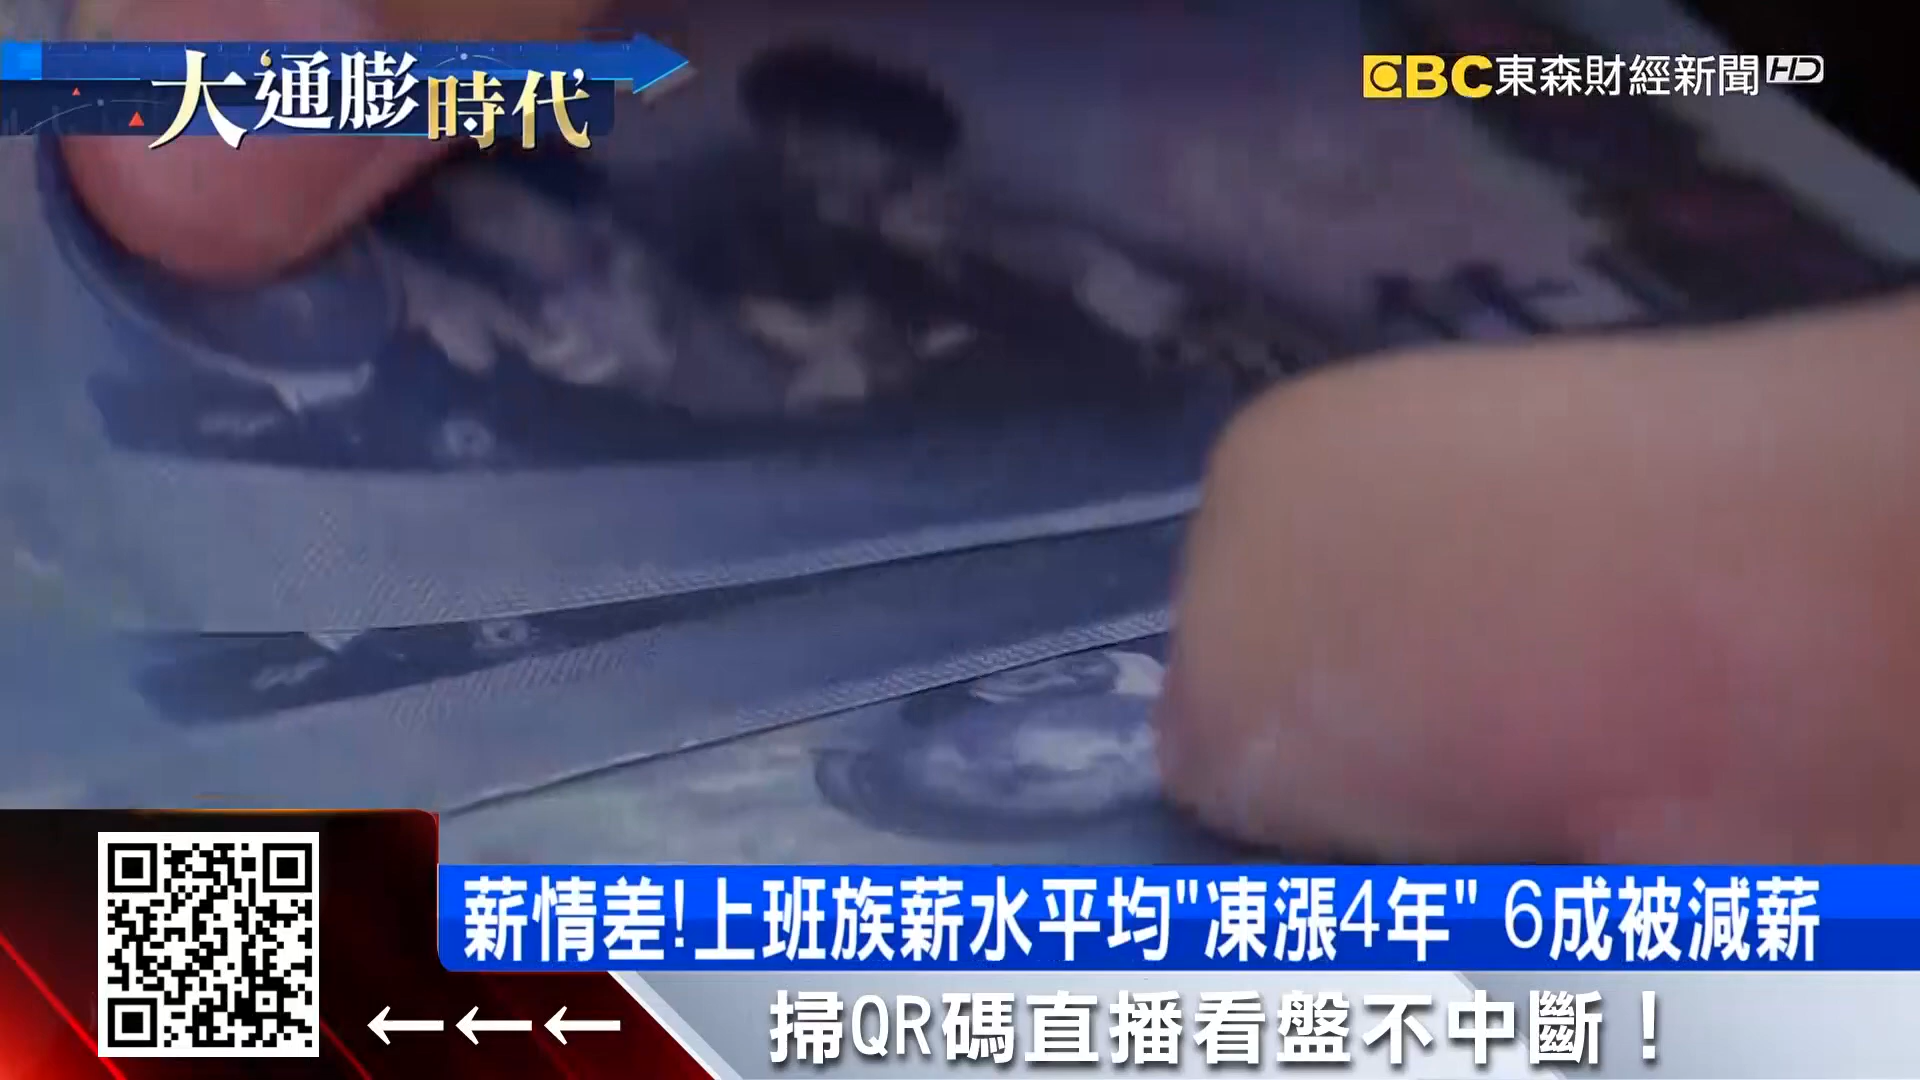 大通膨時代
EBC東森財經新聞HD
薪情差!上班族薪水平均"凍漲4年" 6成被減薪
←←← 掃QR碼直播看盤不中斷！